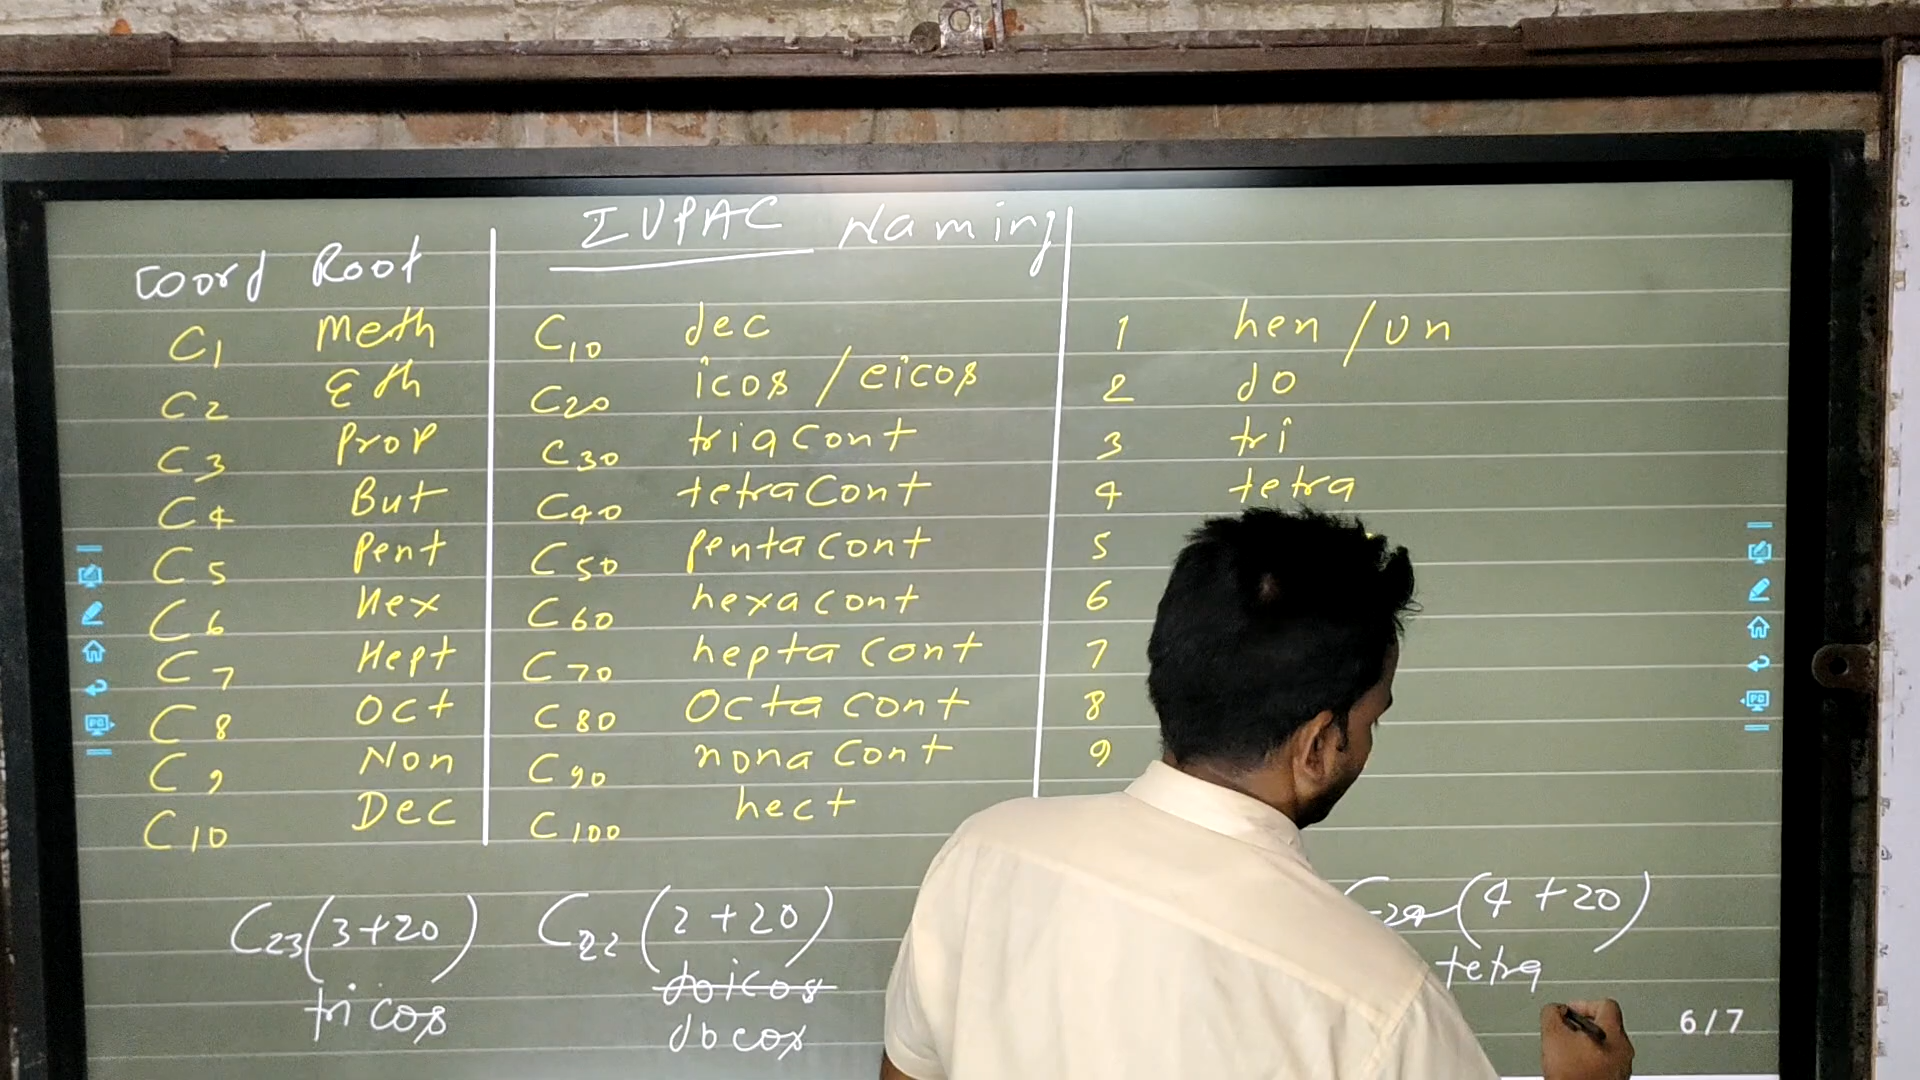 IUPAC Naming
Coord Root
C1 Meth
C2 Eth
C3 Prop
C4 But
C5 Pent
C6 Hex
C7 Hept
C8 Oct
C9 Non
C10 Dec
C10 dec
C20 icos / eicos
C30 triacont
C40 tetracont
C50 pentacont
C60 hexacont
C70 heptacont
C80 octacont
C90 nonacont
C100 hect
1 hen / un
2 do
3 tri
4 tetra
5
6
7
8
9
C23 (3+20)
tricos
C22 (2+20)
doicos
docos
C24 (4+20)
tetra
6/7